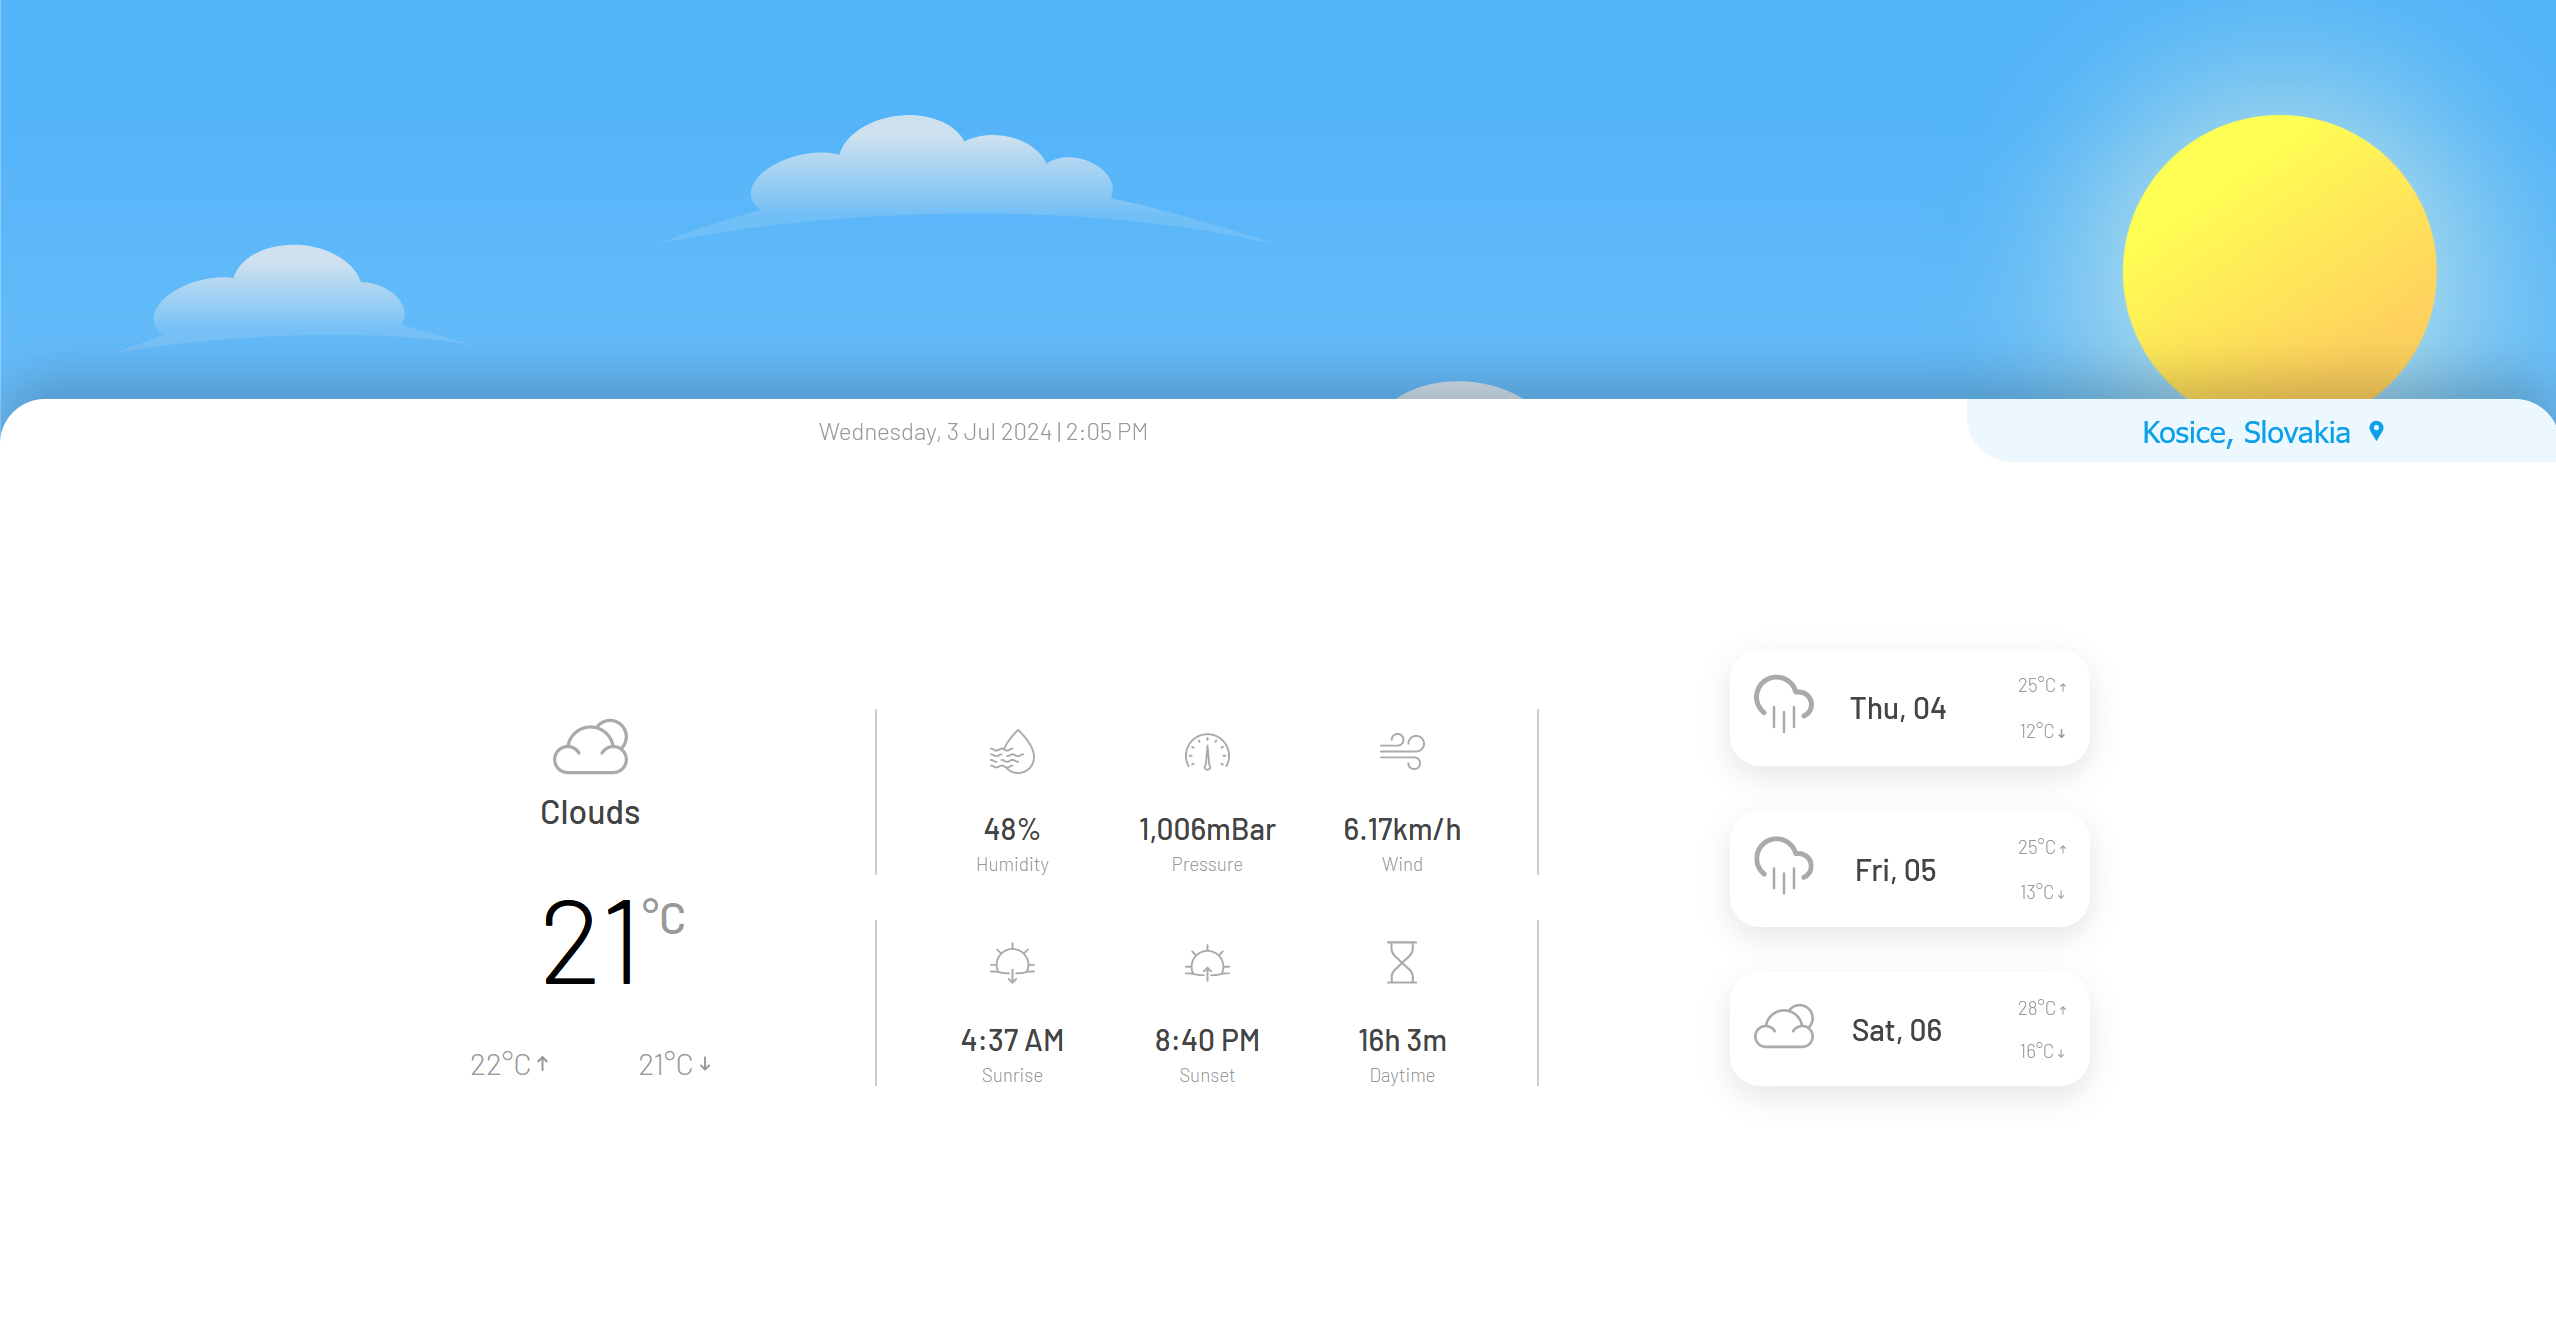 Wednesday, 3 Jul 2024 | 2:05 PM
Kosice, Slovakia
Clouds
21°C
22°C↑ 21°C↓
48% 1,006mBar 6.17km/h
Humidity Pressure Wind
4:37 AM 8:40 PM 16h 3m
Sunrise Sunset Daytime
25°C↑
Thu, 04
12°C↓
25°C↑
Fri, 05
13°C↓
28°C↑
Sat, 06
16°C↓